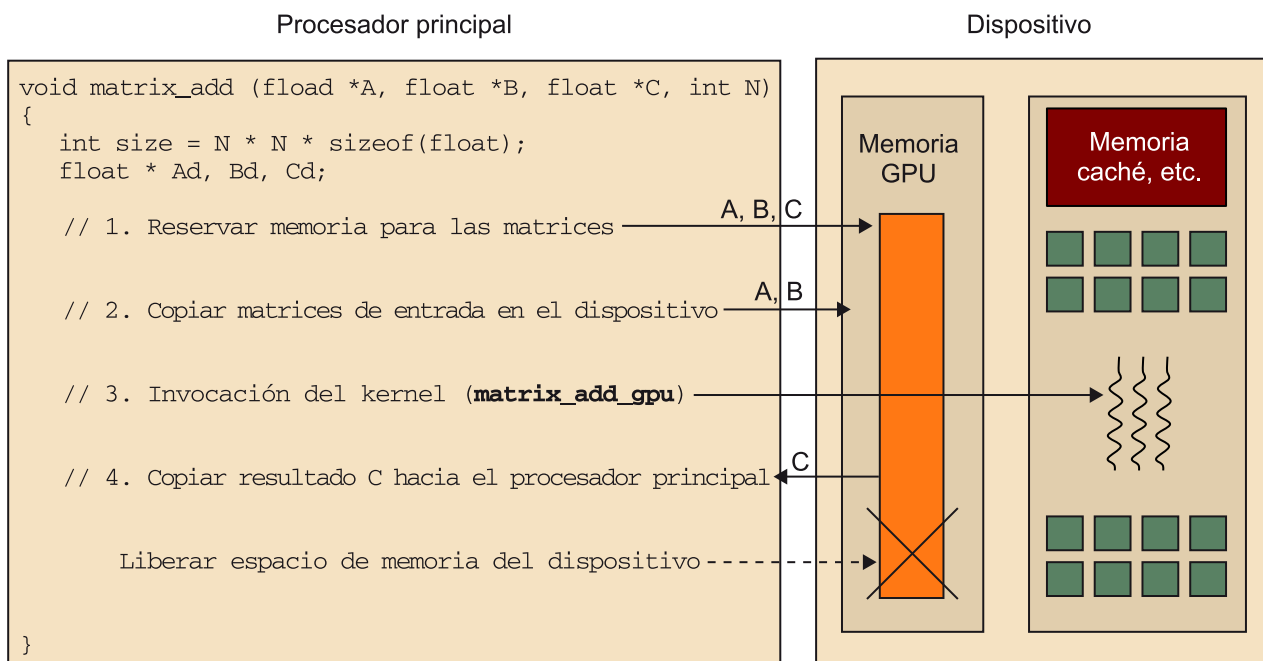 Procesador principal
Dispositivo
void matrix_add (fload *A, float *B, float *C, int N)
{
int size = N * N * sizeof(float);
float * Ad, Bd, Cd;
// 1. Reservar memoria para las matrices
A, B, C
// 2. Copiar matrices de entrada en el dispositivo
A, B
// 3. Invocación del kernel (matrix_add_gpu)
// 4. Copiar resultado C hacia el procesador principal
C
Liberar espacio de memoria del dispositivo
}
Memoria
GPU
Memoria
caché, etc.